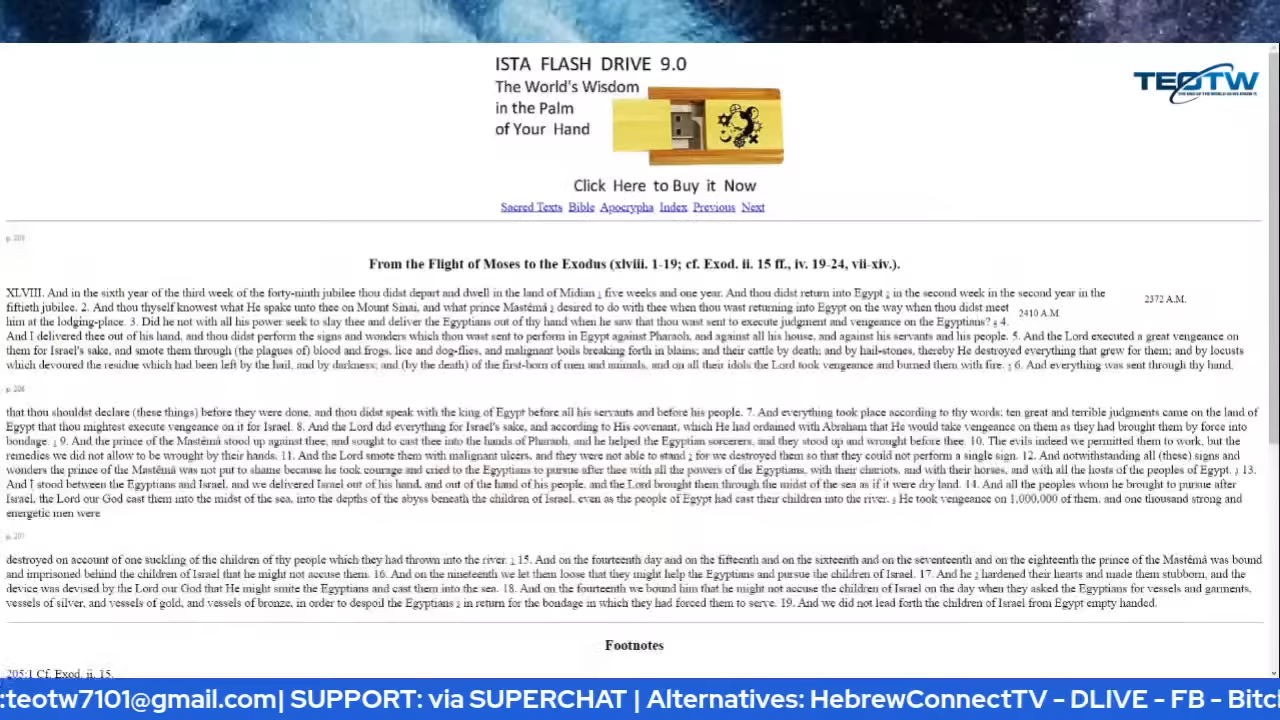 ISTA FLASH DRIVE 9.0
The World's Wisdom
in the Palm
of Your Hand
TEOTW
THE END OF THE WORLD AS WE KNOW IT
Click Here to Buy it Now
Sacred Texts Bible Apocrypha Index Previous Next
From the Flight of Moses to the Exodus (xlviii. 1-19; cf. Exod. ii. 15 ff., iv. 19-24, vii-xiv.).
XLVIII. And in the sixth year of the third week of the forty-ninth jubilee thou didst depart and dwell in the land of Midian five weeks and one year. And thou didst return into Egypt in the second week in the second year in the
2372 A.M.
fiftieth jubilee. 2. And thou thyself knowest what He spake unto thee on Mount Sinai, and what prince Mastêmâ desired to do with thee when thou wast returning into Egypt on the way when thou didst meet
2410 A.M
him at the lodging-place. 3. Did he not with all his power seek to slay thee and deliver the Egyptians out of thy hand when he saw that thou wast sent to execute judgment and vengeance on the Egyptians? 4.
And I delivered thee out of his hand, and thou didst perform the signs and wonders which thou wast sent to perform in Egypt against Pharaoh, and against all his house, and against his servants and his people. 5. And the Lord executed a great vengeance on
them for Israel's sake, and smote them through (the plagues of) blood and frogs, lice and dog-flies, and malignant boils breaking forth in blains; and their cattle by death; and by hail-stones, thereby He destroyed everything that grew for them; and by locusts
which devoured the residue which had been left by the hail, and by darkness; and (by the death) of the first-born of men and animals, and on all their idols the Lord took vengeance and burned them with fire. 6. And everything was sent through thy hand,
that thou shouldst declare (these things) before they were done, and thou didst speak with the king of Egypt before all his servants and before his people. 7. And everything took place according to thy words; ten great and terrible judgments came on the land of
Egypt that thou mightest execute vengeance on it for Israel. 8. And the Lord did everything for Israel's sake, and according to His covenant, which He had ordained with Abraham that He would take vengeance on them as they had brought them by force into
bondage. 9. And the prince of the Mastêmâ stood up against thee, and sought to cast thee into the hands of Pharaoh, and he helped the Egyptian sorcerers, and they stood up and wrought before thee. 10. The evils indeed we permitted them to work, but the
remedies we did not allow to be wrought by their hands. 11. And the Lord smote them with malignant ulcers, and they were not able to stand for we destroyed them so that they could not perform a single sign. 12. And notwithstanding all (these) signs and
wonders the prince of the Mastêmâ was not put to shame because he took courage and cried to the Egyptians to pursue after thee with all the powers of the Egyptians, with their chariots, and with their horses, and with all the hosts of the peoples of Egypt. 13.
And I stood between the Egyptians and Israel, and we delivered Israel out of his hand, and out of the hand of his people, and the Lord brought them through the midst of the sea as if it were dry land. 14. And all the peoples whom he brought to pursue after
Israel, the Lord our God cast them into the midst of the sea, into the depths of the abyss beneath the children of Israel, even as the people of Egypt had cast their children into the river. He took vengeance on 1,000,000 of them, and one thousand strong and
energetic men were
destroyed on account of one suckling of the children of thy people which they had thrown into the river. 15. And on the fourteenth day and on the fifteenth and on the sixteenth and on the seventeenth and on the eighteenth the prince of the Mastêmâ was bound
and imprisoned behind the children of Israel that he might not accuse them. 16. And on the nineteenth we let them loose that they might help the Egyptians and pursue the children of Israel. 17. And he hardened their hearts and made them stubborn, and the
device was devised by the Lord our God that He might smite the Egyptians and cast them into the sea. 18. And on the fourteenth we bound him that he might not accuse the children of Israel on the day when they asked the Egyptians for vessels and garments,
vessels of silver, and vessels of gold, and vessels of bronze, in order to despoil the Egyptians in return for the bondage in which they had forced them to serve. 19. And we did not lead forth the children of Israel from Egypt empty handed.
Footnotes
205:1 Cf. Exod. ii. 15.
:teotw7101@gmail.com| SUPPORT: via SUPERCHAT | Alternatives: HebrewConnectTV - DLIVE - FB - Bitc